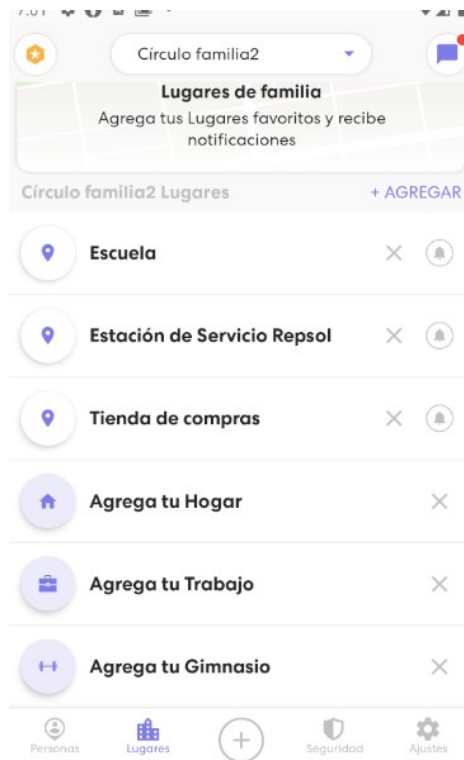 Círculo familia2
Lugares de familia
Agrega tus Lugares favoritos y recibe
notificaciones
Círculo familia2 Lugares + AGREGAR
Escuela
Estación de Servicio Repsol
Tienda de compras
Agrega tu Hogar
Agrega tu Trabajo
Agrega tu Gimnasio
Personas Lugares Seguridad Ajustes